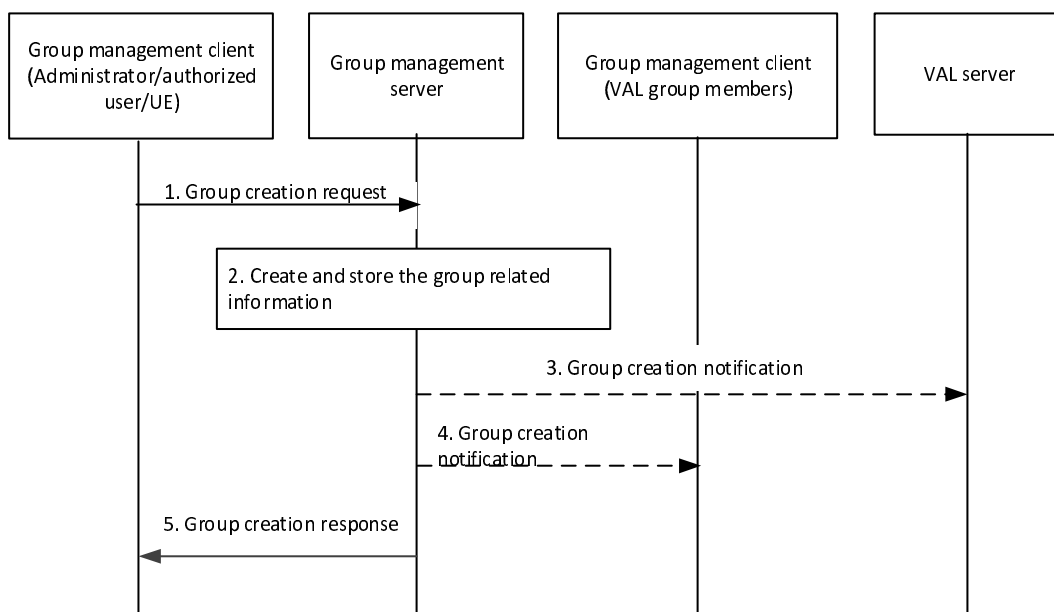 Group management client
(Administrator/authorized
user/UE)
Group management
server
Group management client
(VAL group members)
VAL server
1. Group creation request
2. Create and store the group related
information
3. Group creation notification
4. Group creation
notification
5. Group creation response